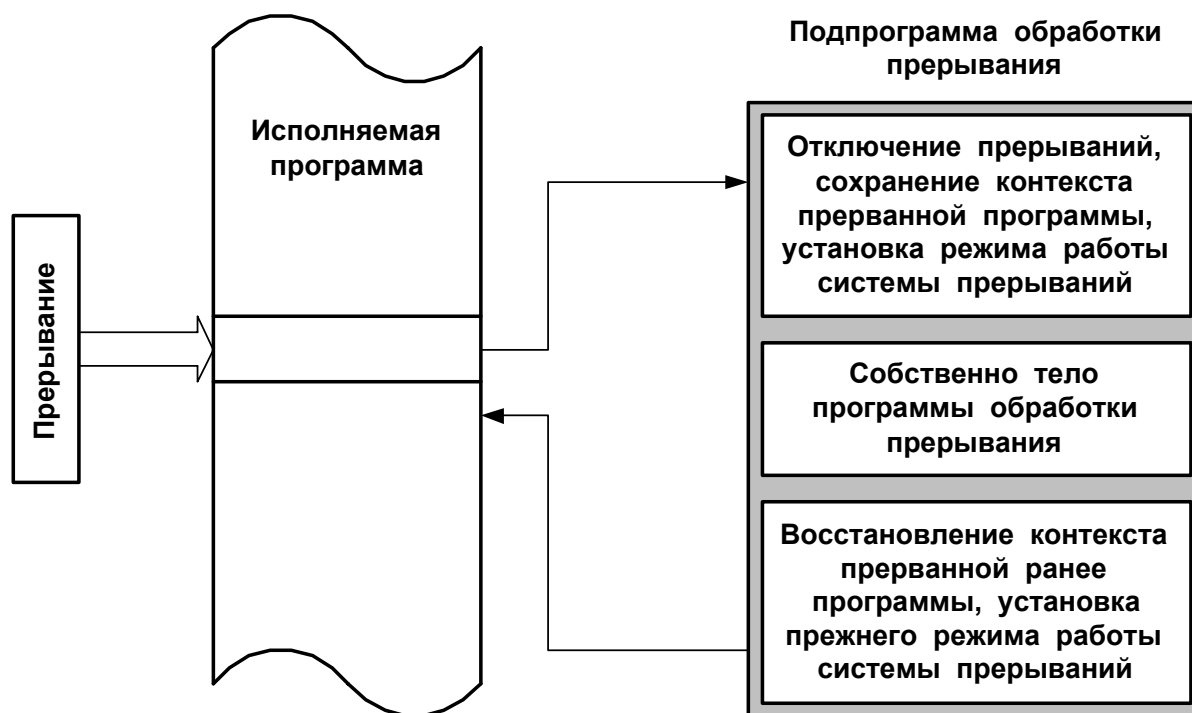 Подпрограмма обработки
прерывания
Исполняемая
программа
Прерывание
Отключение прерываний,
сохранение контекста
прерванной программы,
установка режима работы
системы прерываний
Собственно тело
программы обработки
прерывания
Восстановление контекста
прерванной ранее
программы, установка
прежнего режима работы
системы прерываний